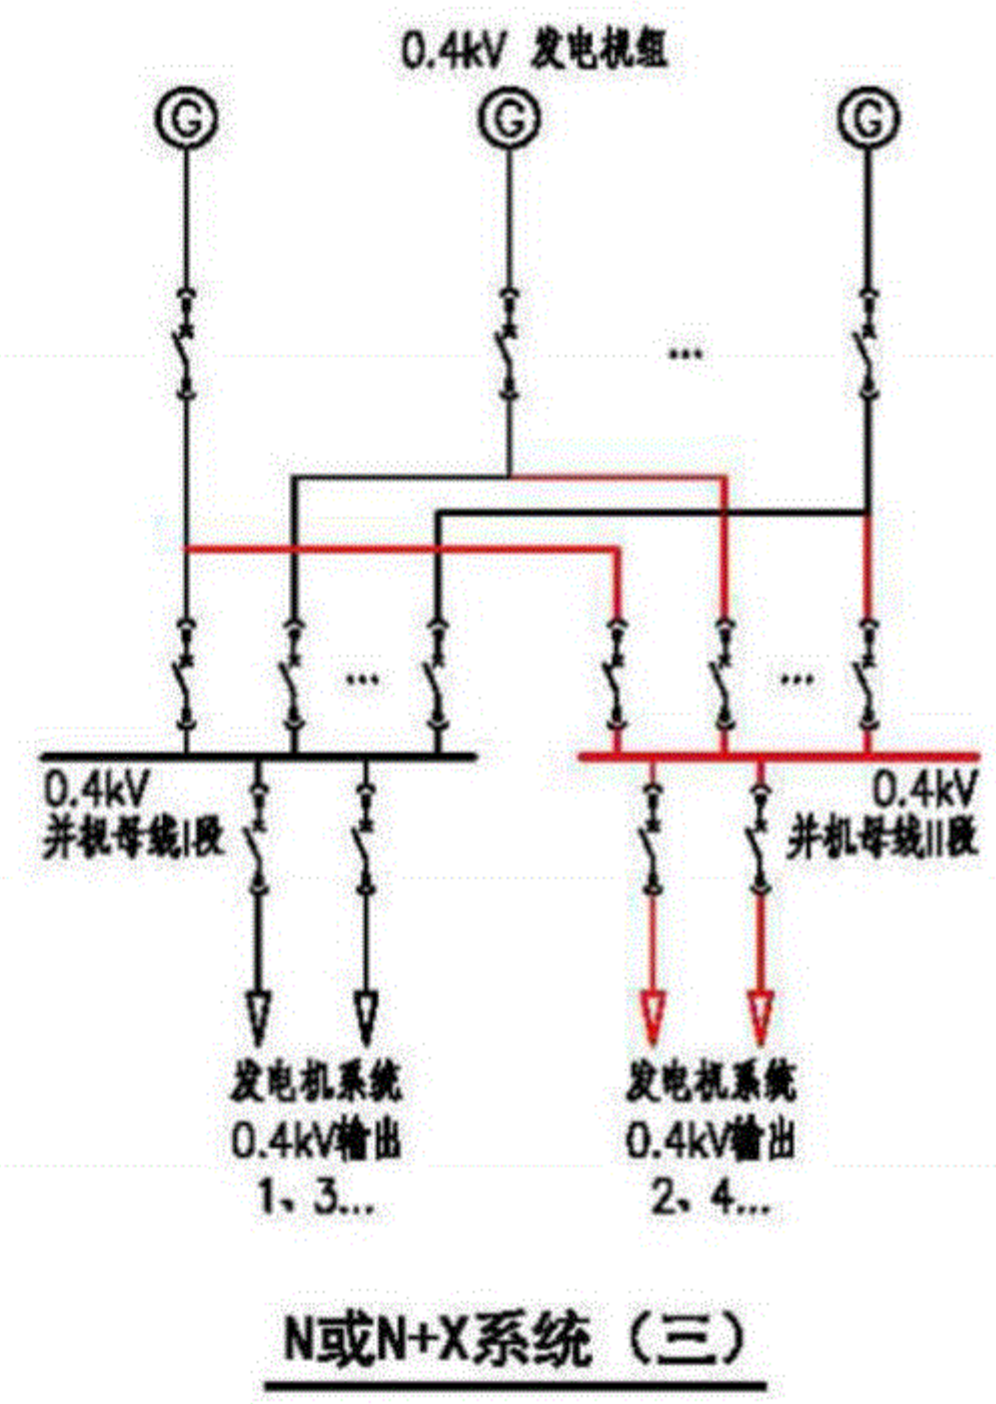 0.4kV 发电机组
G
G
G
...
...
...
0.4kV
并机母线I段
0.4kV
并机母线II段
发电机系统
0.4kV输出
1、3...
发电机系统
0.4kV输出
2、4...
N或N+X系统（三）